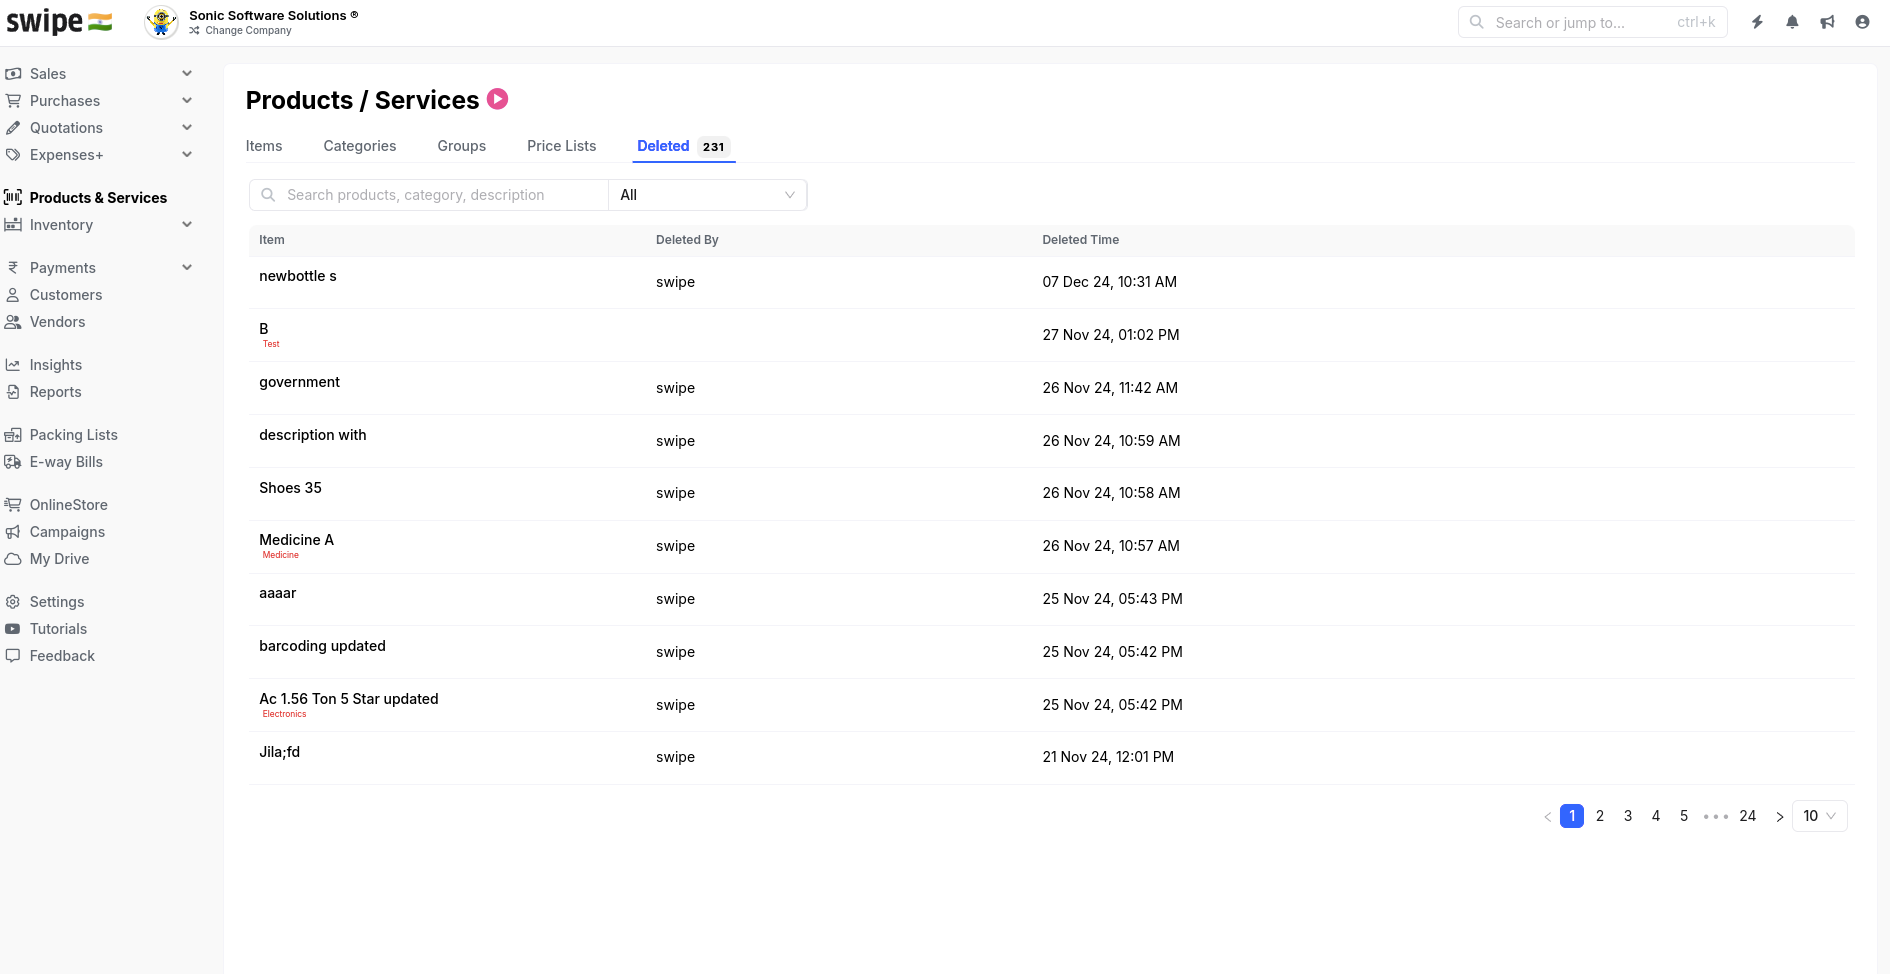 swipe
Sonic Software Solutions ®
Change Company
Search or jump to... ctrl+k
Sales
Purchases
Quotations
Expenses+
Products & Services
Inventory
Payments
Customers
Vendors
Insights
Reports
Packing Lists
E-way Bills
OnlineStore
Campaigns
My Drive
Settings
Tutorials
Feedback
Products / Services
Items Categories Groups Price Lists Deleted 231
Search products, category, description All
Item Deleted By Deleted Time
newbottle s swipe 07 Dec 24, 10:31 AM
B 27 Nov 24, 01:02 PM
Test
government swipe 26 Nov 24, 11:42 AM
description with swipe 26 Nov 24, 10:59 AM
Shoes 35 swipe 26 Nov 24, 10:58 AM
Medicine A swipe 26 Nov 24, 10:57 AM
Medicine
aaaar swipe 25 Nov 24, 05:43 PM
barcoding updated swipe 25 Nov 24, 05:42 PM
Ac 1.56 Ton 5 Star updated swipe 25 Nov 24, 05:42 PM
Electronics
Jila;fd swipe 21 Nov 24, 12:01 PM
< 1 2 3 4 5 ••• 24 > 10